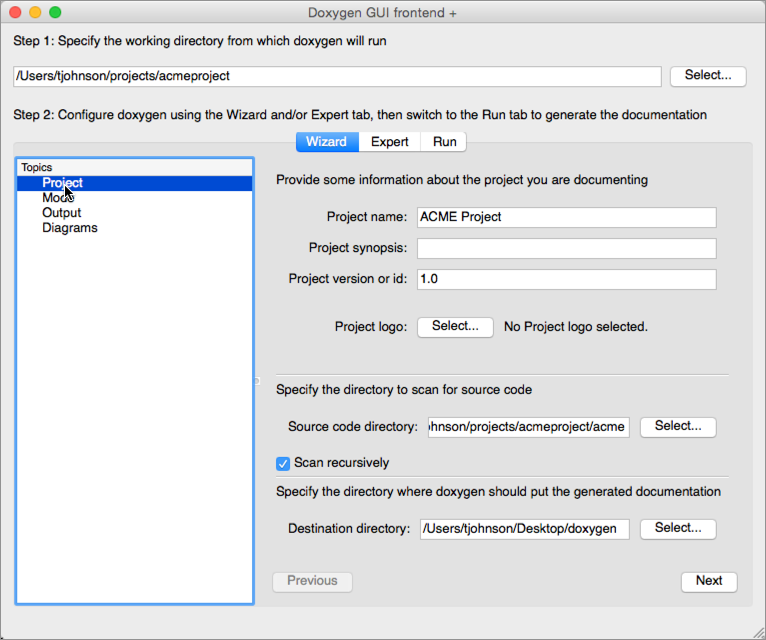 Doxygen GUI frontend +
Step 1: Specify the working directory from which doxygen will run
/Users/tjohnson/projects/acmeproject Select...
Step 2: Configure doxygen using the Wizard and/or Expert tab, then switch to the Run tab to generate the documentation
Wizard Expert Run
Topics
Project
Output
Diagrams
Provide some information about the project you are documenting
Project name: ACME Project
Project synopsis:
Project version or id: 1.0
Project logo: Select... No Project logo selected.
Specify the directory to scan for source code
Source code directory: hnson/projects/acmeproject/acme Select...
Scan recursively
Specify the directory where doxygen should put the generated documentation
Destination directory: /Users/tjohnson/Desktop/doxygen Select...
Previous Next